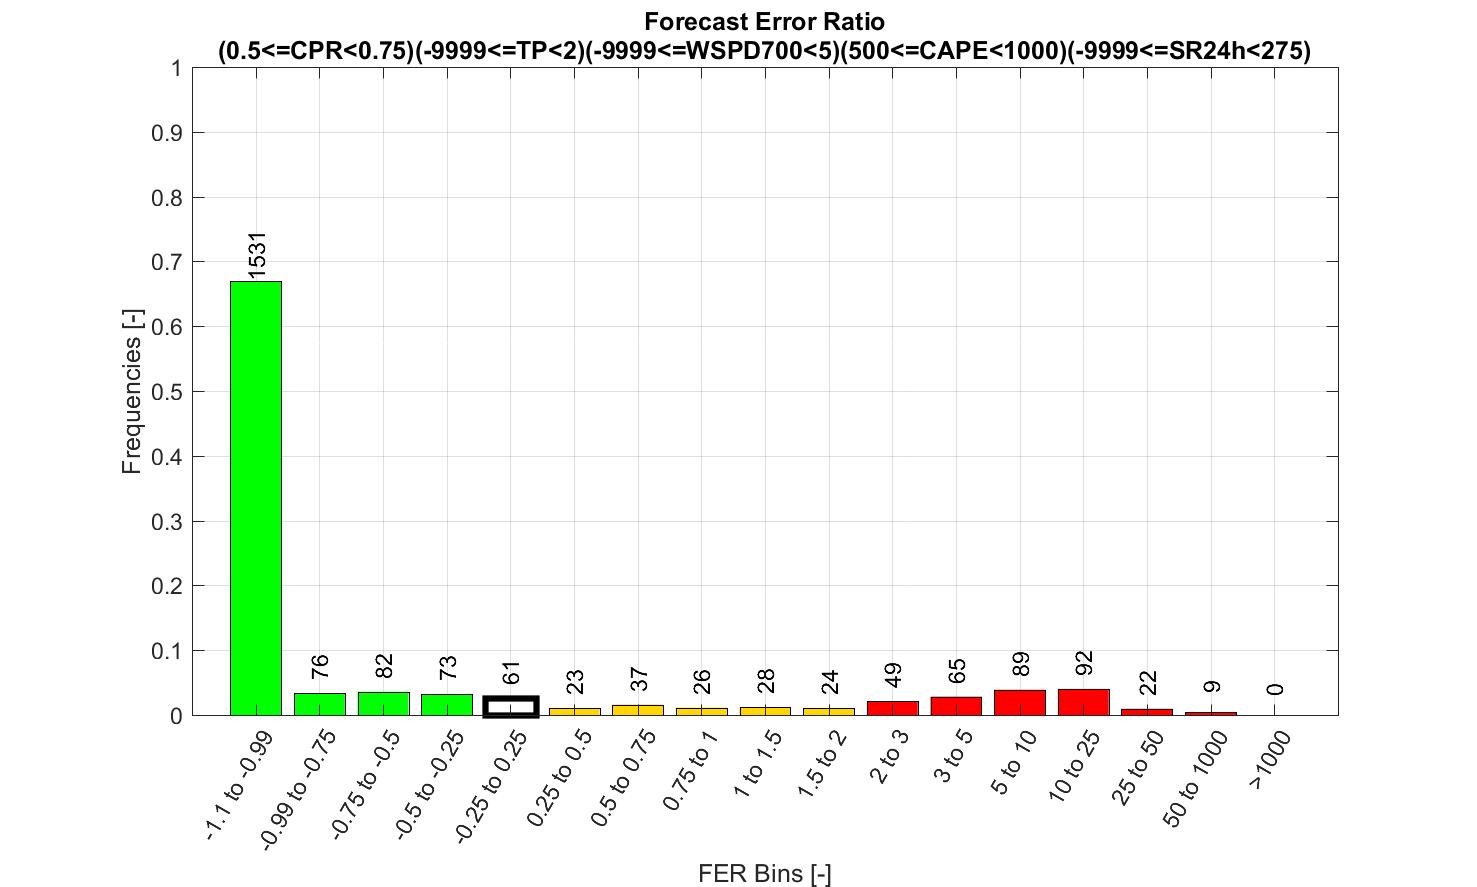 Forecast Error Ratio
(0.5<=CPR<0.75)(-9999<=TP<2)(-9999<=WSPD700<5)(500<=CAPE<1000)(-9999<=SR24h<275)
1
0.9
0.8
0.7
0.6
0.5
0.4
0.3
0.2
0.1
0
Frequencies [-]
1531
76
82
73
61
23
37
26
28
24
49
65
89
92
22
9
0
-1.1 to -0.99
-0.99 to -0.75
-0.75 to -0.5
-0.5 to -0.25
-0.25 to 0.25
0.25 to 0.5
0.5 to 0.75
0.75 to 1
1 to 1.5
1.5 to 2
2 to 3
3 to 5
5 to 10
10 to 25
25 to 50
50 to 1000
>1000
FER Bins [-]